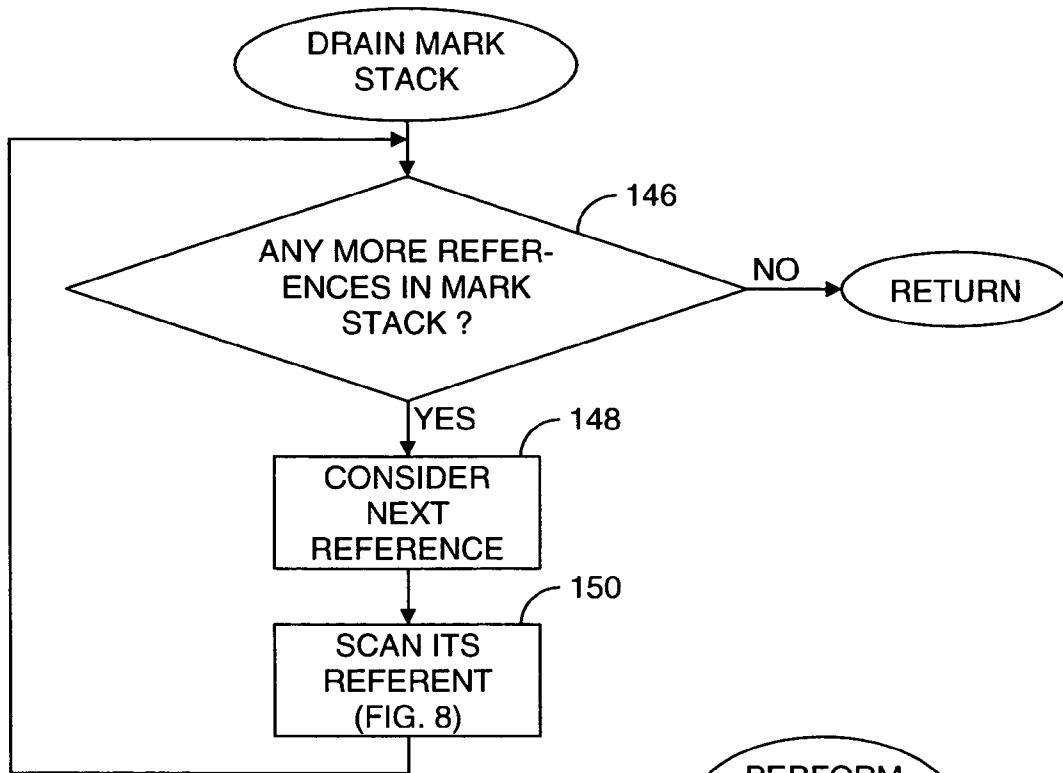 DRAIN MARK
STACK
146
ANY MORE REFER-
ENCES IN MARK
STACK ?
NO
RETURN
YES
148
CONSIDER
NEXT
REFERENCE
150
SCAN ITS
REFERENT
(FIG. 8)
PERFORM